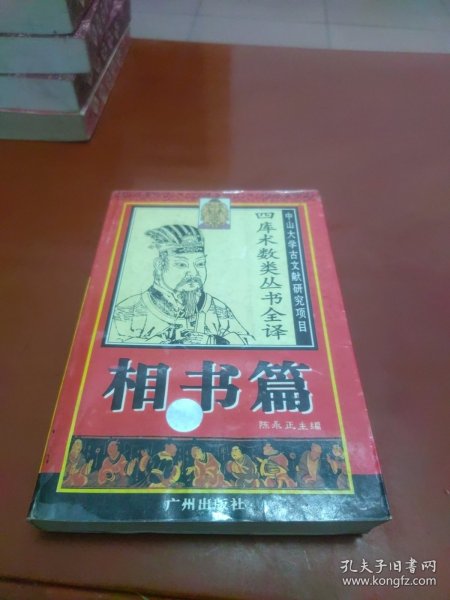 中山大学古文献研究项目
四库术数类丛书全译
相书篇
陈永正主编
广州出版社
孔夫子旧书网
www.kongfz.com